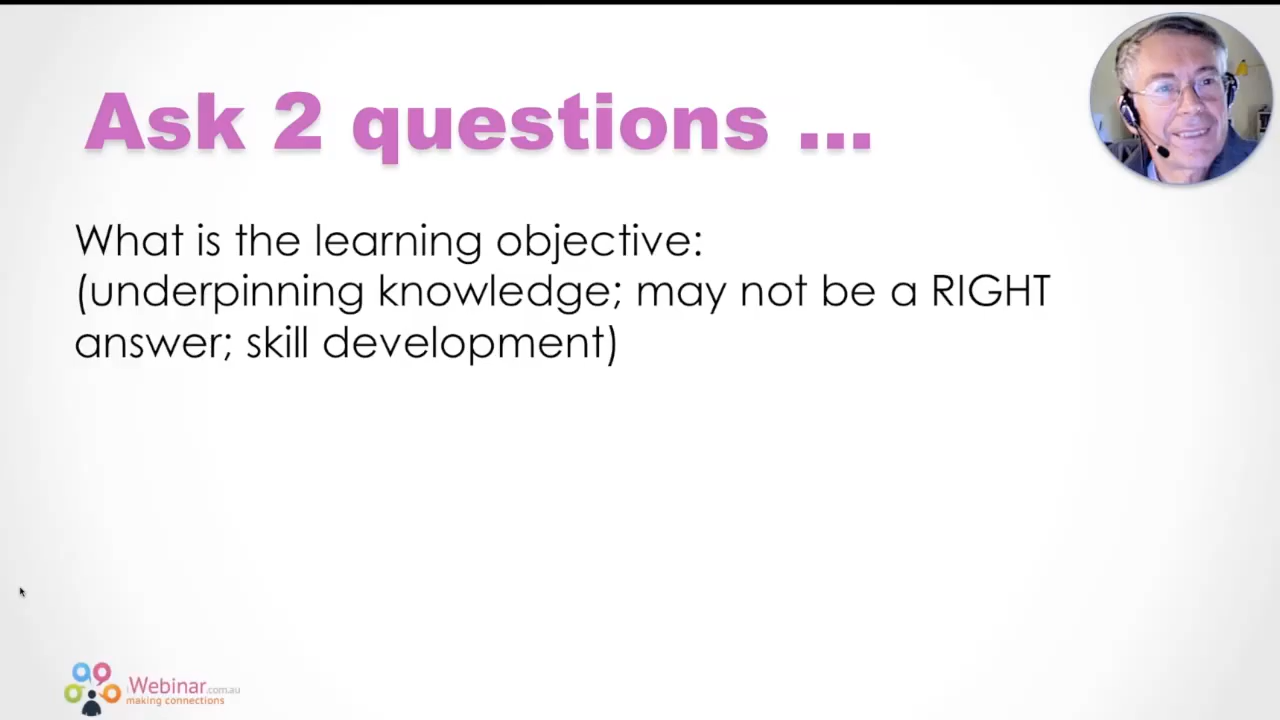 Ask 2 questions ...
What is the learning objective:
(underpinning knowledge; may not be a RIGHT
answer; skill development)
iWebinar.com.au
making connections